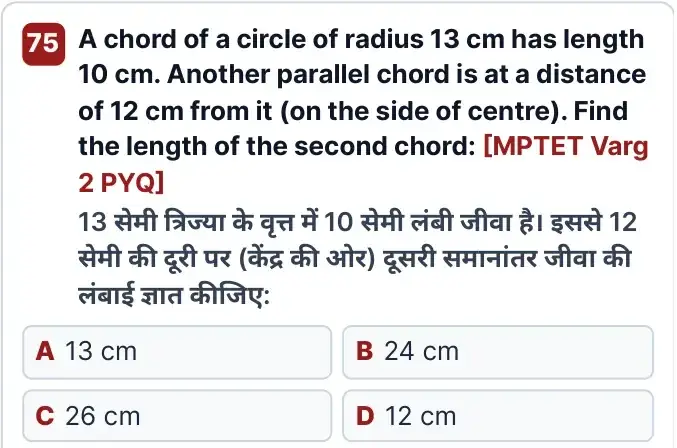 75 A chord of a circle of radius 13 cm has length
10 cm. Another parallel chord is at a distance
of 12 cm from it (on the side of centre). Find
the length of the second chord: [MPTET Varg
2 PYQ]
13 सेमी त्रिज्या के वृत्त में 10 सेमी लंबी जीवा है। इससे 12
सेमी की दूरी पर (केंद्र की ओर) दूसरी समानांतर जीवा की
लंबाई ज्ञात कीजिए:
A 13 cm
B 24 cm
C 26 cm
D 12 cm